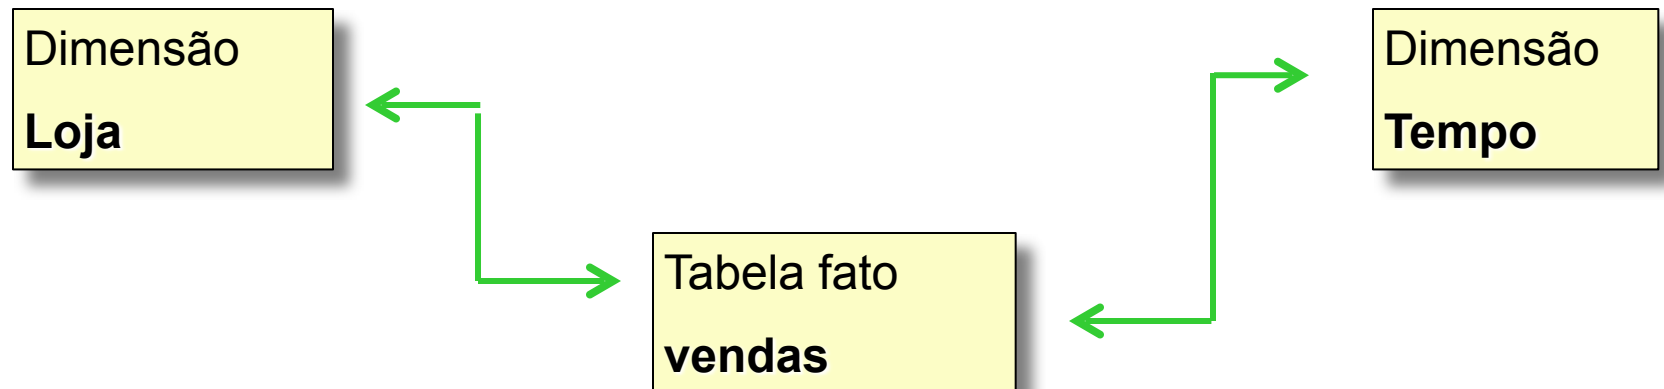 Dimensão
Loja
Dimensão
Tempo
Tabela fato
vendas